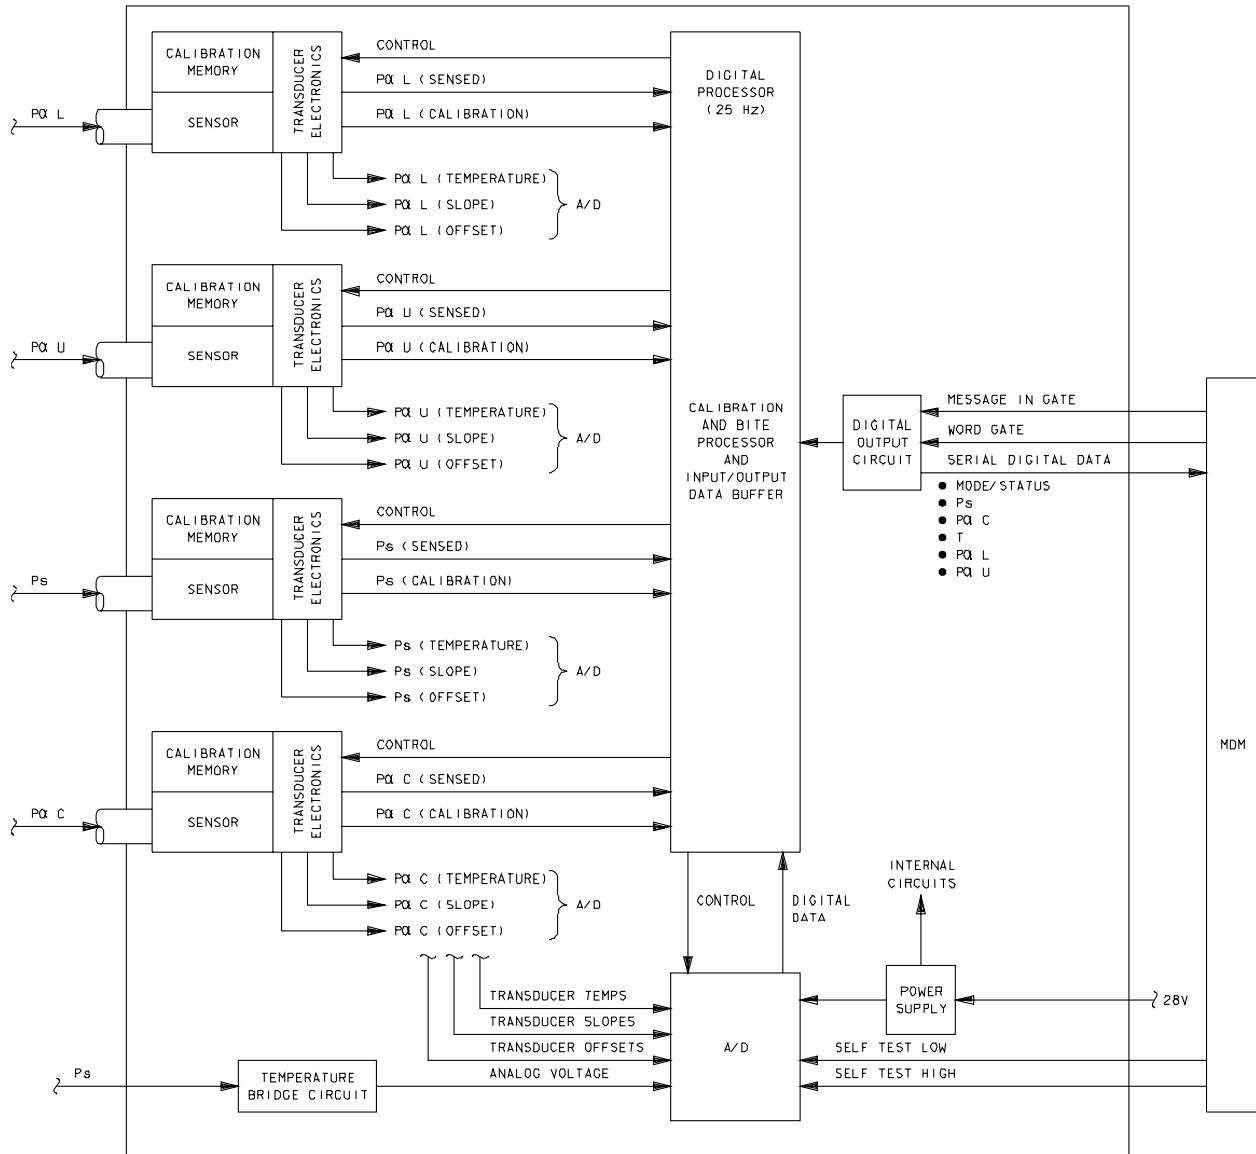 CALIBRATION
MEMORY
SENSOR
TRANSDUCER
ELECTRONICS
Pα L
CONTROL
Pα L (SENSED)
Pα L (CALIBRATION)
Pα L (TEMPERATURE)
Pα L (SLOPE)
Pα L (OFFSET)
A/D
DIGITAL
PROCESSOR
(25 Hz)
CALIBRATION
MEMORY
SENSOR
TRANSDUCER
ELECTRONICS
Pα U
CONTROL
Pα U (SENSED)
Pα U (CALIBRATION)
Pα U (TEMPERATURE)
Pα U (SLOPE)
Pα U (OFFSET)
A/D
CALIBRATION
AND BITE
PROCESSOR
AND
INPUT/OUTPUT
DATA BUFFER
DIGITAL
OUTPUT
CIRCUIT
MESSAGE IN GATE
WORD GATE
SERIAL DIGITAL DATA
● MODE/STATUS
● Ps
● Pα C
● T
● Pα L
● Pα U
CALIBRATION
MEMORY
SENSOR
TRANSDUCER
ELECTRONICS
Ps
CONTROL
Ps (SENSED)
Ps (CALIBRATION)
Ps (TEMPERATURE)
Ps (SLOPE)
Ps (OFFSET)
A/D
MDM
CALIBRATION
MEMORY
SENSOR
TRANSDUCER
ELECTRONICS
Pα C
CONTROL
Pα C (SENSED)
Pα C (CALIBRATION)
Pα C (TEMPERATURE)
Pα C (SLOPE)
Pα C (OFFSET)
A/D
CONTROL
DIGITAL
DATA
INTERNAL
CIRCUITS
POWER
SUPPLY
28V
TRANSDUCER TEMPS
TRANSDUCER SLOPES
TRANSDUCER OFFSETS
ANALOG VOLTAGE
A/D
SELF TEST LOW
SELF TEST HIGH
Ps
TEMPERATURE
BRIDGE CIRCUIT